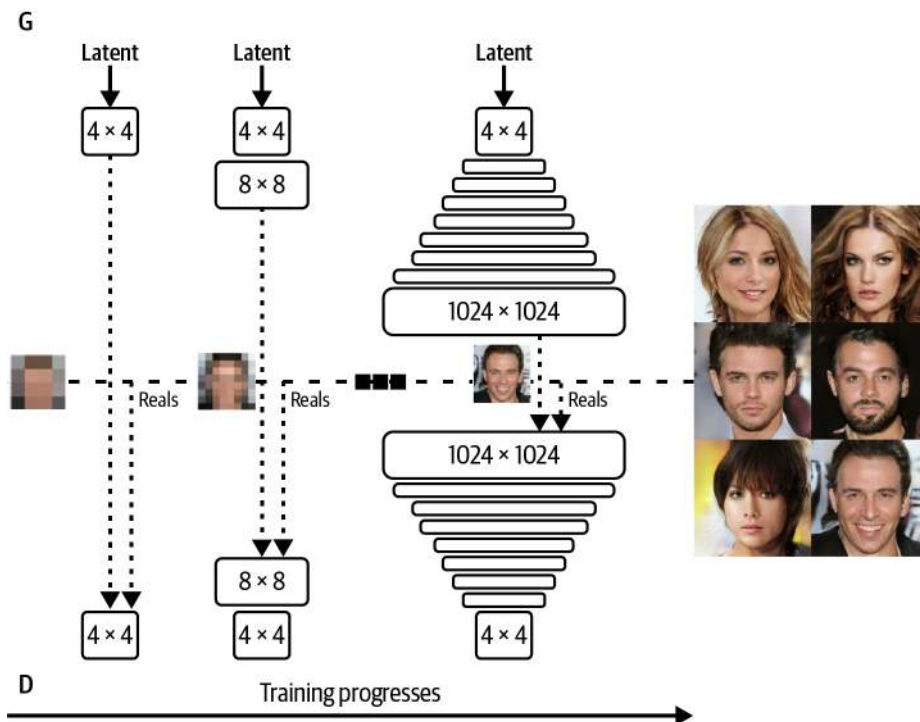 G
Latent Latent Latent
4 × 4 4 × 4 4 × 4
8 × 8
1024 × 1024
Reals Reals Reals
1024 × 1024
8 × 8
4 × 4 4 × 4 4 × 4
D
Training progresses